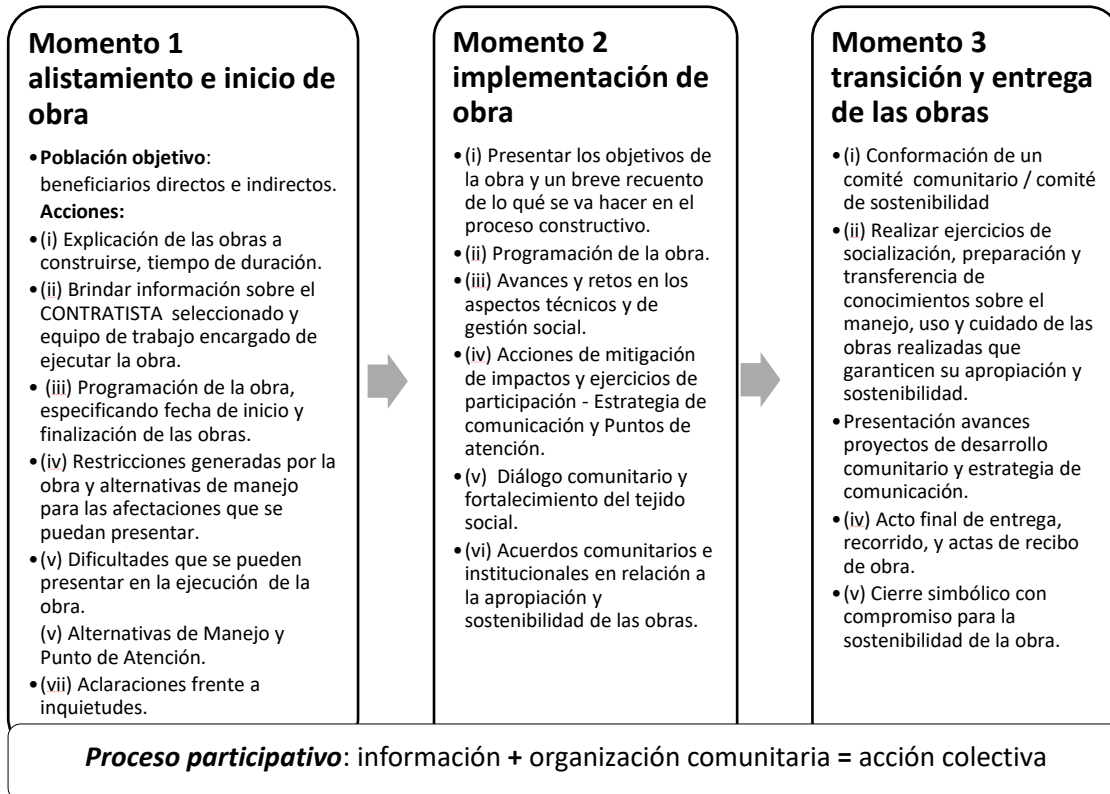 Momento 1
alistamiento e inicio de
obra
•Población objetivo:
beneficiarios directos e indirectos.
Acciones:
•(i) Explicación de las obras a
construirse, tiempo de duración.
•(ii) Brindar información sobre el
CONTRATISTA seleccionado y
equipo de trabajo encargado de
ejecutar la obra.
• (iii) Programación de la obra,
especificando fecha de inicio y
finalización de las obras.
•(iv) Restricciones generadas por la
obra y alternativas de manejo
para las afectaciones que se
puedan presentar.
•(v) Dificultades que se pueden
presentar en la ejecución de la
obra.
(v) Alternativas de Manejo y
Punto de Atención.
•(vii) Aclaraciones frente a
inquietudes.
Momento 2
implementación de
obra
•(i) Presentar los objetivos de
la obra y un breve recuento
de lo qué se va hacer en el
proceso constructivo.
•(ii) Programación de la obra.
•(iii) Avances y retos en los
aspectos técnicos y de
gestión social.
•(iv) Acciones de mitigación
de impactos y ejercicios de
participación - Estrategia de
comunicación y Puntos de
atención.
•(v) Diálogo comunitario y
fortalecimiento del tejido
social.
•(vi) Acuerdos comunitarios e
institucionales en relación a
la apropiación y
sostenibilidad de las obras.
Momento 3
transición y entrega
de las obras
•(i) Conformación de un
comité comunitario / comité
de sostenibilidad
•(ii) Realizar ejercicios de
socialización, preparación y
transferencia de
conocimientos sobre el
manejo, uso y cuidado de las
obras realizadas que
garanticen su apropiación y
sostenibilidad.
•Presentación avances
proyectos de desarrollo
comunitario y estrategia de
comunicación.
•(iv) Acto final de entrega,
recorrido, y actas de recibo
de obra.
•(v) Cierre simbólico con
compromiso para la
sostenibilidad de la obra.
Proceso participativo: información + organización comunitaria = acción colectiva